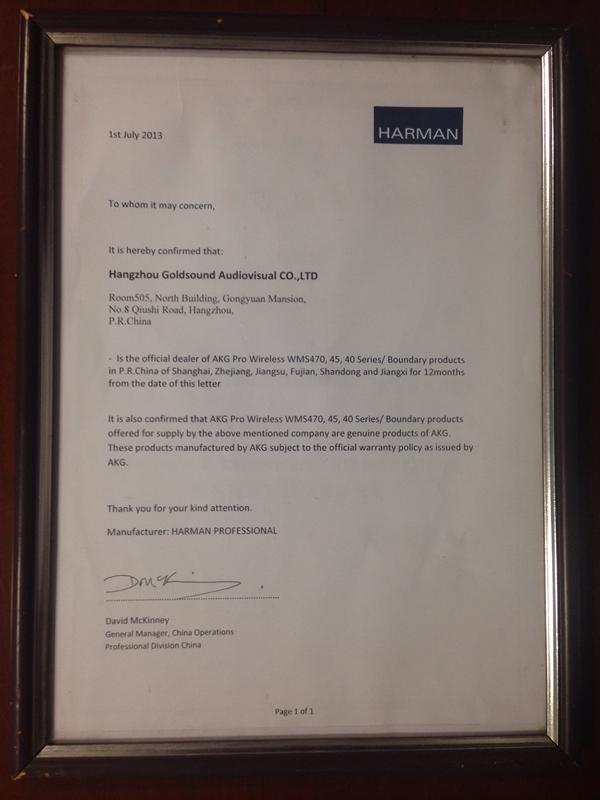 HARMAN
1st July 2013
To whom it may concern,
It is hereby confirmed that:
Hangzhou Goldsound Audiovisual CO.,LTD
Room505, North Building, Gongyuan Mansion,
No.8 Qiushi Road, Hangzhou,
P.R.China
- Is the official dealer of AKG Pro Wireless WMS470, 45, 40 Series/ Boundary products
in P.R.China of Shanghai, Zhejiang, Jiangsu, Fujian, Shandong and Jiangxi for 12months
from the date of this letter
It is also confirmed that AKG Pro Wireless WMS470, 45, 40 Series/ Boundary products
offered for supply by the above mentioned company are genuine products of AKG.
These products manufactured by AKG subject to the official warranty policy as issued by
AKG.
Thank you for your kind attention.
Manufacturer: HARMAN PROFESSIONAL
David McKinney
General Manager, China Operations
Professional Division China
Page 1 of 1